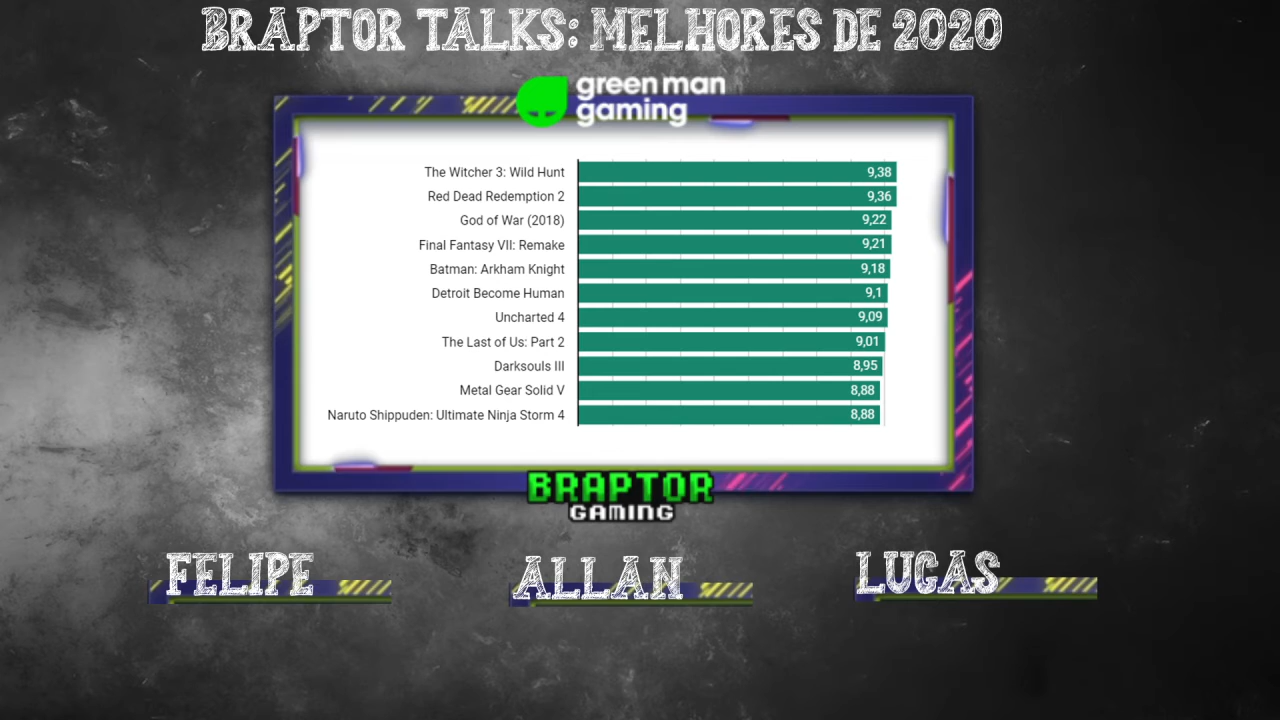 BRAPTOR TALKS: MELHORES DE 2020
green man
gaming
The Witcher 3: Wild Hunt 9,38
Red Dead Redemption 2 9,36
God of War (2018) 9,22
Final Fantasy VII: Remake 9,21
Batman: Arkham Knight 9,18
Detroit Become Human 9,1
Uncharted 4 9,09
The Last of Us: Part 2 9,01
Darksouls III 8,95
Metal Gear Solid V 8,88
Naruto Shippuden: Ultimate Ninja Storm 4 8,88
BRAPTOR
GAMING
FELIPE ALLAN LUCAS